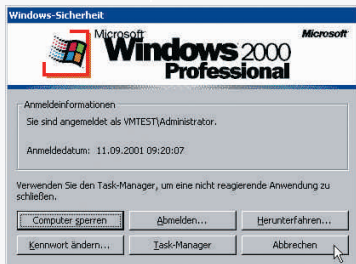 Windows-Sicherheit
Microsoft
Microsoft
Windows 2000
Professional
Anmeldeinformationen
Sie sind angemeldet als VMTEST\Administrator.
Anmeldedatum: 11.09.2001 09:20:07
Verwenden Sie den Task-Manager, um eine nicht reagierende Anwendung zu
schließen.
Computer sperren
Abmelden...
Herunterfahren...
Kennwort ändern...
Task-Manager
Abbrechen